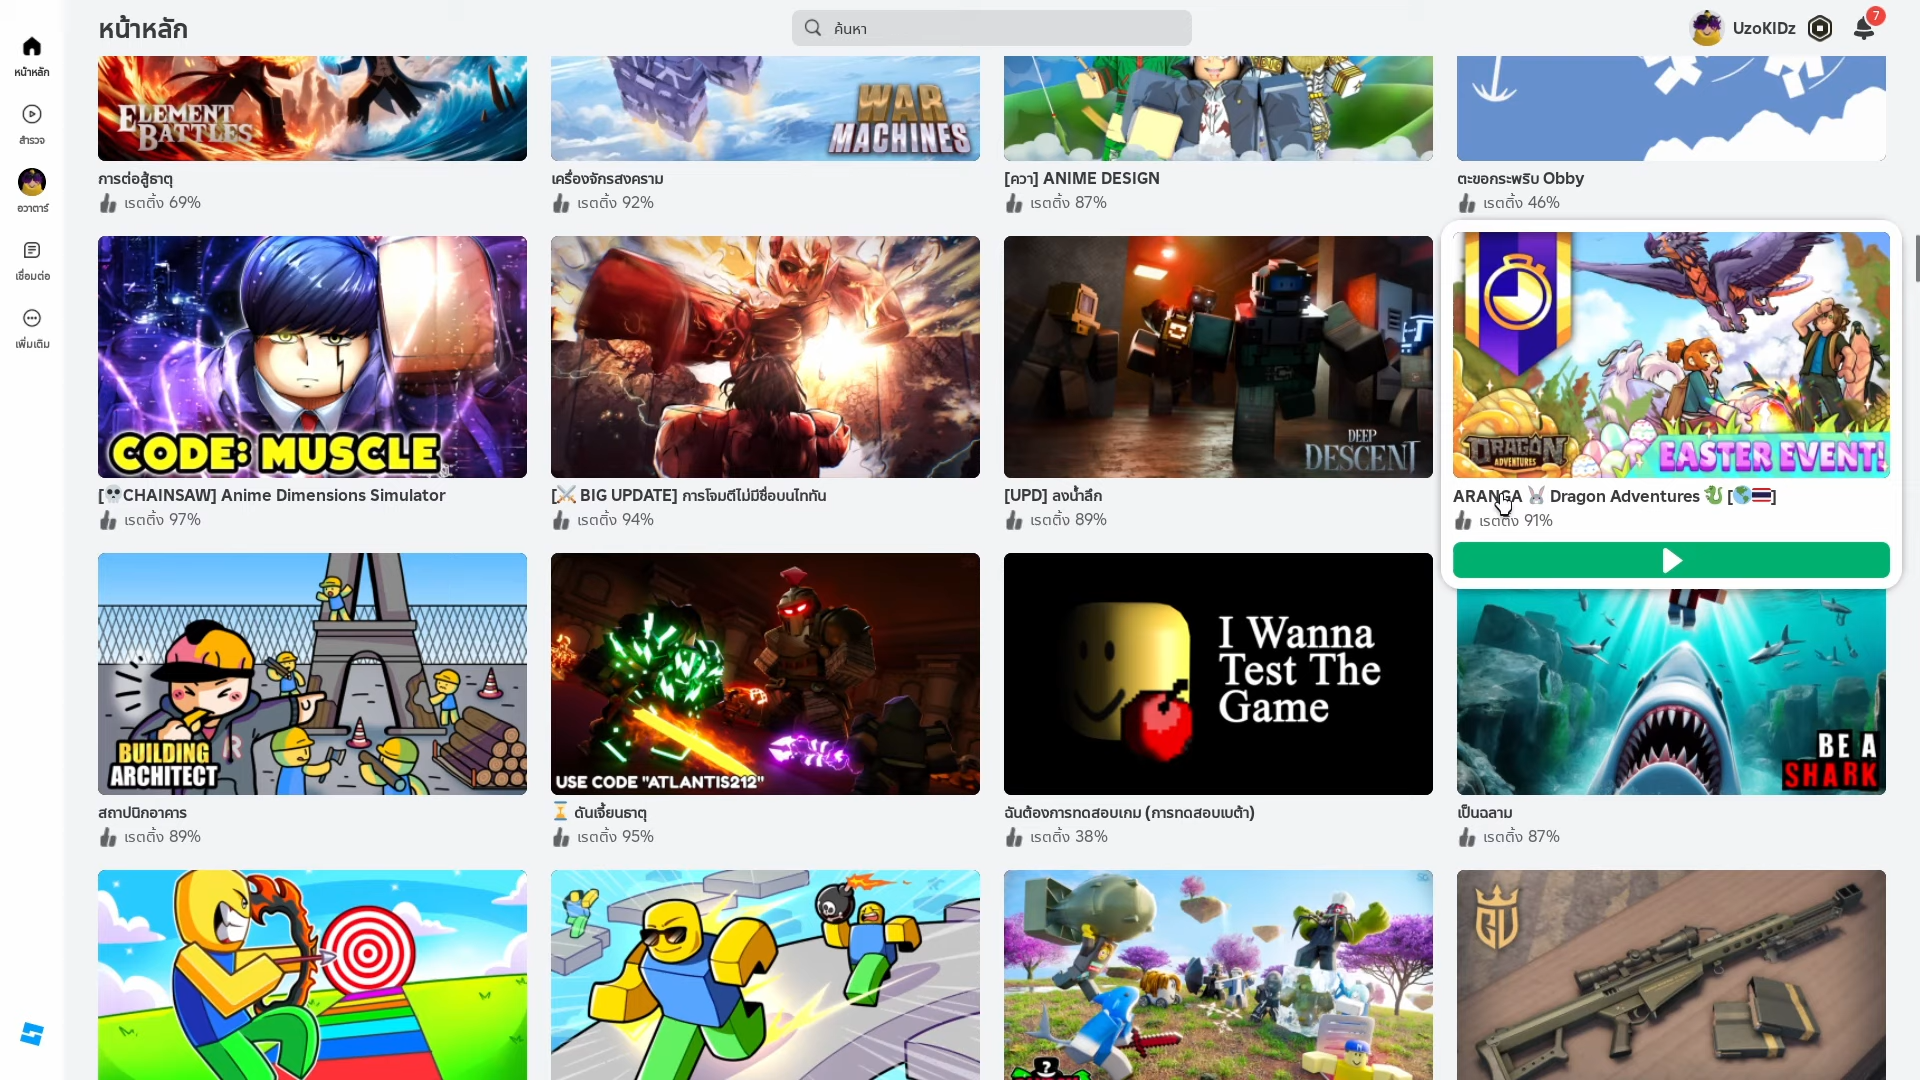 หน้าหลัก
ค้นหา
UzoKIDz
7
หน้าหลัก
สำรวจ
อวาตาร์
เชื่อมต่อ
เพิ่มเติม
ELEMENT
BATTLES
WAR
MACHINES
การต่อสู้ธาตุ
เรตติ้ง 69%
เครื่องจักรสงคราม
เรตติ้ง 92%
[ควา] ANIME DESIGN
เรตติ้ง 87%
ตะขอกระพริบ Obby
เรตติ้ง 46%
CODE: MUSCLE
DEEP
DESCENT
DRAGON
ADVENTURES
EASTER EVENT!
[💀CHAINSAW] Anime Dimensions Simulator
เรตติ้ง 97%
[⚔️ BIG UPDATE] การโจมตีไม่มีชื่อบนไททัน
เรตติ้ง 94%
[UPD] ลงน้ำลึก
เรตติ้ง 89%
ARANGA 🐰 Dragon Adventures 🐉 [🌎🇹🇭]
เรตติ้ง 91%
BUILDING
ARCHITECT
USE CODE "ATLANTIS212"
I Wanna
Test The
Game
BE A
SHARK
สถาปนิกอาคาร
เรตติ้ง 89%
⏳ ดันเจี้ยนธาตุ
เรตติ้ง 95%
ฉันต้องการทดสอบเกม (การทดสอบเบต้า)
เรตติ้ง 38%
เป็นฉลาม
เรตติ้ง 87%